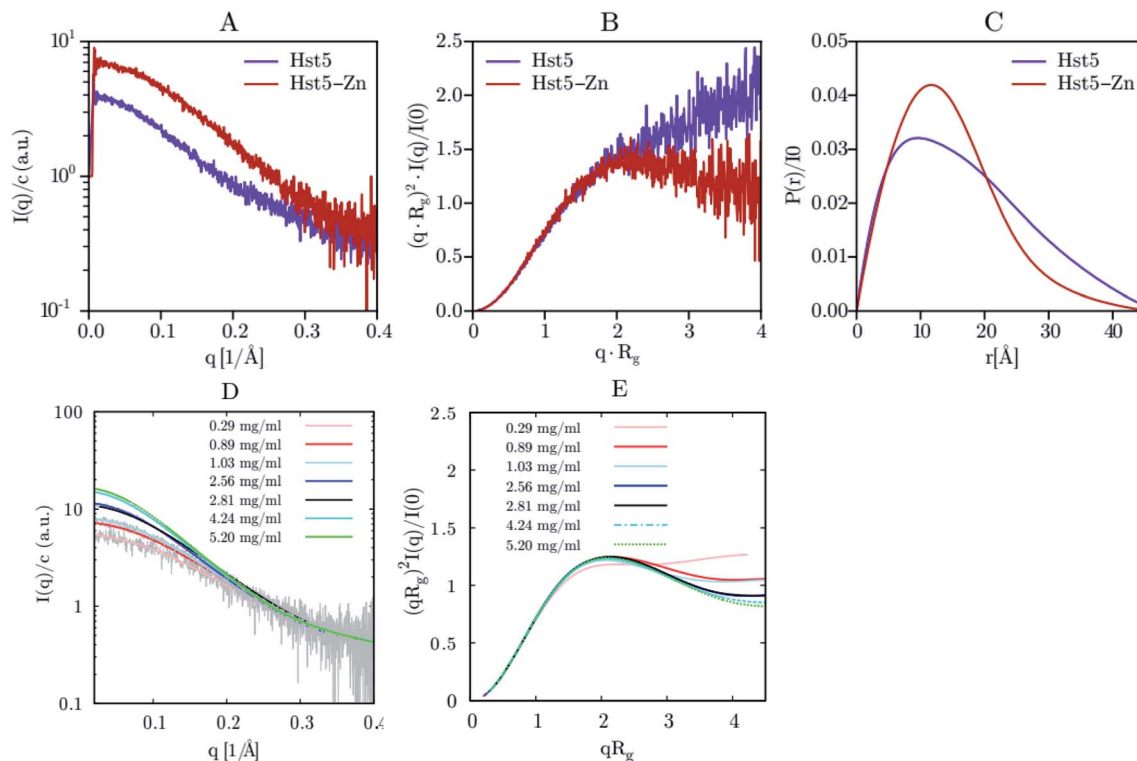 A
I(q)/c (a.u.)
10¹
10⁰
10⁻¹
Hst5
Hst5–Zn
0.0 0.1 0.2 0.3 0.4
q [1/Å]
B
(q · R_g)² · I(q)/I(0)
2.5
2.0
1.5
1.0
0.5
0.0
Hst5
Hst5–Zn
0 1 2 3 4
q · R_g
C
P(r)/I0
0.05
0.04
0.03
0.02
0.01
0.00
Hst5
Hst5–Zn
0 10 20 30 40
r[Å]
D
I(q)/c (a.u.)
100
10
1
0.1
0.29 mg/ml
0.89 mg/ml
1.03 mg/ml
2.56 mg/ml
2.81 mg/ml
4.24 mg/ml
5.20 mg/ml
0.1 0.2 0.3 0.4
q [1/Å]
E
(qR_g)²I(q)/I(0)
2.5
2
1.5
1
0.5
0
0.29 mg/ml
0.89 mg/ml
1.03 mg/ml
2.56 mg/ml
2.81 mg/ml
4.24 mg/ml
5.20 mg/ml
0 1 2 3 4
qR_g